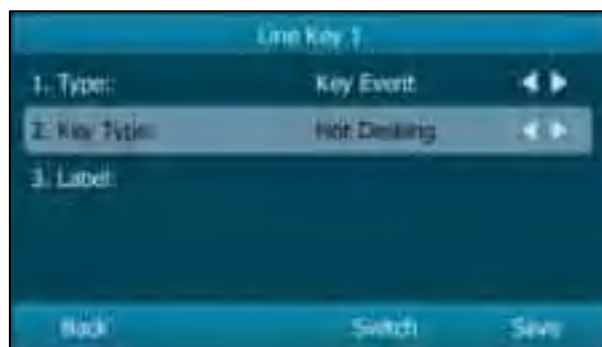 Line Key 1
1. Type: Key Event
2. Key Type: Hot Desking
3. Label:
Back Switch Save